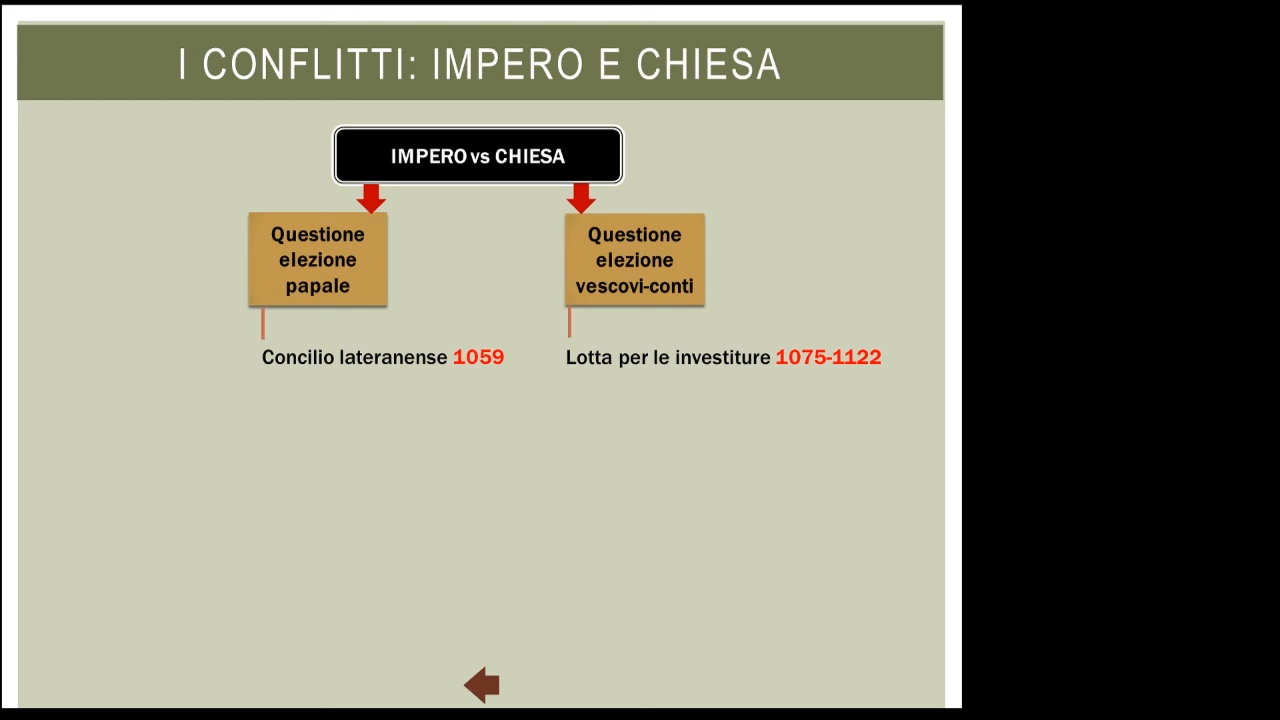 I CONFLITTI: IMPERO E CHIESA
IMPERO vs CHIESA
Questione
elezione
papale
Questione
elezione
vescovi-conti
Concilio lateranense 1059
Lotta per le investiture 1075-1122